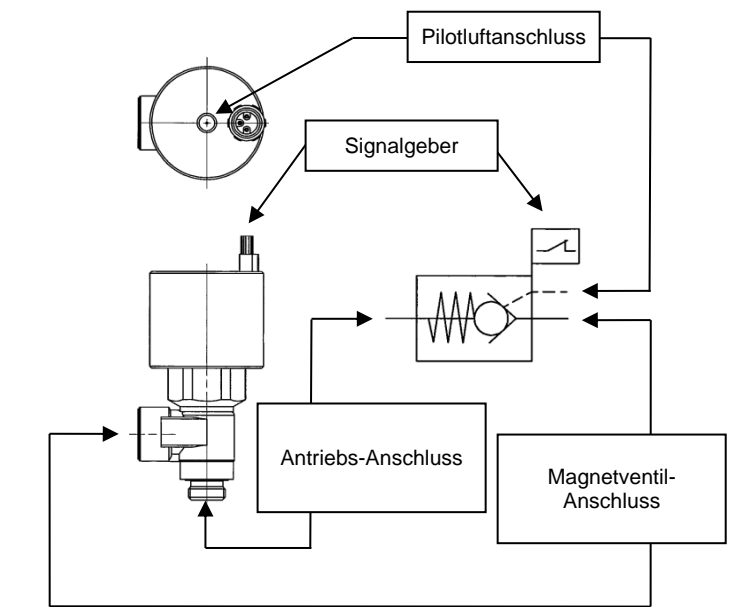 Pilotluftanschluss
Signalgeber
Antriebs-Anschluss
Magnetventil-
Anschluss